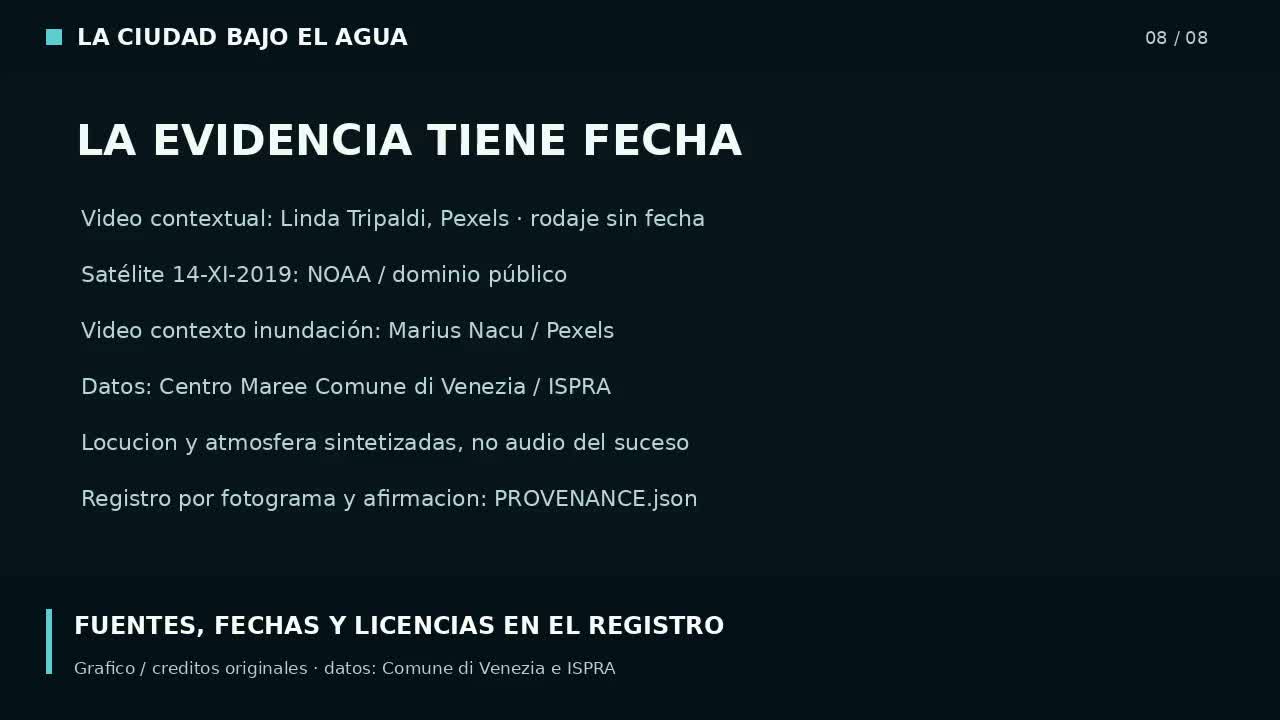 LA CIUDAD BAJO EL AGUA
08 / 08
LA EVIDENCIA TIENE FECHA
Video contextual: Linda Tripaldi, Pexels · rodaje sin fecha
Satélite 14-XI-2019: NOAA / dominio público
Video contexto inundación: Marius Nacu / Pexels
Datos: Centro Maree Comune di Venezia / ISPRA
Locucion y atmosfera sintetizadas, no audio del suceso
Registro por fotograma y afirmacion: PROVENANCE.json
FUENTES, FECHAS Y LICENCIAS EN EL REGISTRO
Grafico / creditos originales · datos: Comune di Venezia e ISPRA